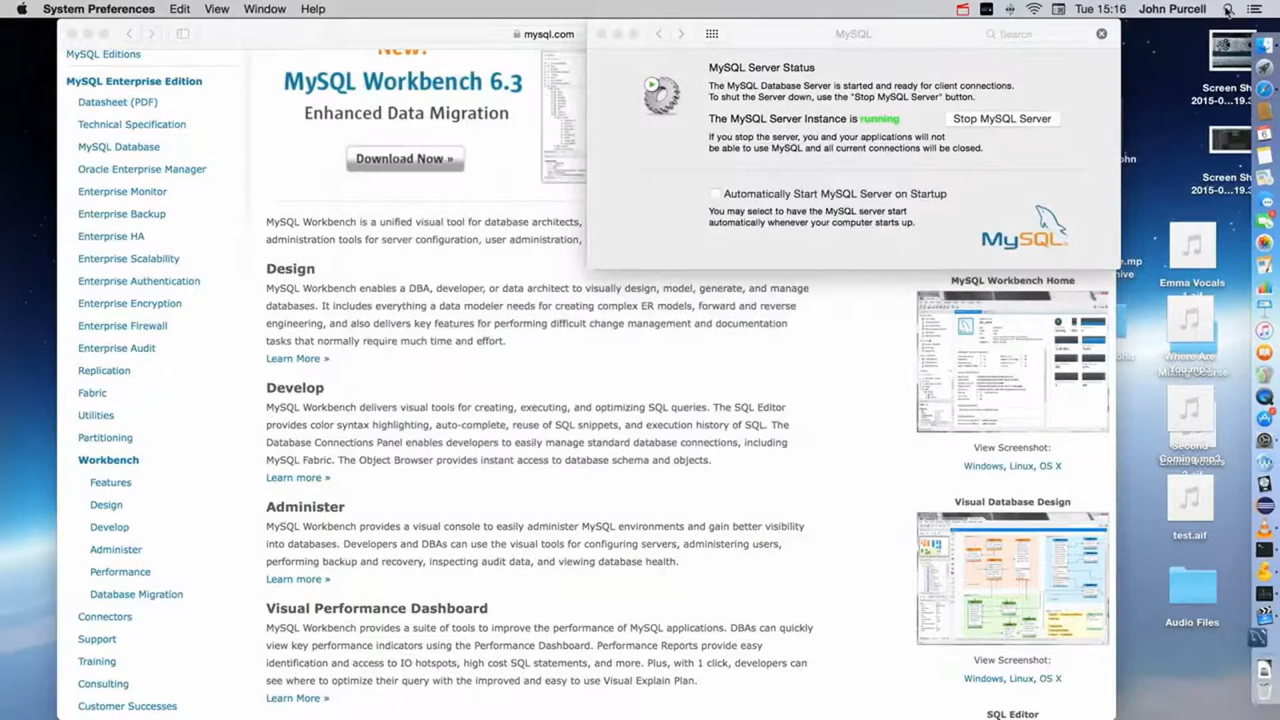 System Preferences Edit View Window Help
Tue 15:16 John Purcell
mysql.com
MySQL
Search
MySQL Editions
MySQL Enterprise Edition
Datasheet (PDF)
Technical Specification
MySQL Database
Oracle Enterprise Manager
Enterprise Monitor
Enterprise Backup
Enterprise HA
Enterprise Scalability
Enterprise Authentication
Enterprise Encryption
Enterprise Firewall
Enterprise Audit
Replication
Fabric
Utilities
Partitioning
Workbench
Features
Design
Develop
Administer
Performance
Database Migration
Connectors
Support
Training
Consulting
Customer Successes
New!
MySQL Workbench 6.3
Enhanced Data Migration
Download Now »
MySQL Workbench is a unified visual tool for database architects,
administration tools for server configuration, user administration,
Design
MySQL Workbench enables a DBA, developer, or data architect to visually design, model, generate, and manage
databases. It includes everything a data modeler needs for creating complex ER models, forward and reverse
engineering, and also delivers key features for performing difficult change management and documentation
tasks that normally require much time and effort.
Learn More »
Develop
MySQL Workbench delivers visual tools for creating, executing, and optimizing SQL queries. The SQL Editor
color syntax highlighting, auto-complete, reuse of SQL snippets, and execution history of SQL. The
Database Connections Panel enables developers to easily manage standard database connections, including
MySQL Fabric. The Object Browser provides instant access to database schema and objects.
Learn more »
Administer
MySQL Workbench provides a visual console to easily administer MySQL environments and gain better visibility
into databases. Developers and DBAs can use the visual tools for configuring servers, administering users,
performing backup and recovery, inspecting audit data, and viewing database health.
Learn more »
Visual Performance Dashboard
MySQL Workbench provides a suite of tools to improve the performance of MySQL applications. DBAs can quickly
view key performance indicators using the Performance Dashboard. Performance Reports provide easy
identification and access to IO hotspots, high cost SQL statements, and more. Plus, with 1 click, developers can
see where to optimize their query with the improved and easy to use Visual Explain Plan.
Learn More »
MySQL Server Status
The MySQL Database Server is started and ready for client connections.
To shut the Server down, use the "Stop MySQL Server" button.
The MySQL Server Instance is running
Stop MySQL Server
If you stop the server, you and your applications will not
be able to use MySQL and all current connections will be closed.
Automatically Start MySQL Server on Startup
You may select to have the MySQL server start
automatically whenever your computer starts up.
MySQL
MySQL Workbench Home
View Screenshot:
Windows, Linux, OS X
Visual Database Design
View Screenshot:
Windows, Linux, OS X
SQL Editor
Screen Sh
2015-0...19.3
Screen Sh
2015-0...19.3
Emma Vocals
Where Are
You.mp3
Second
Coming.mp3
test.aif
Audio Files